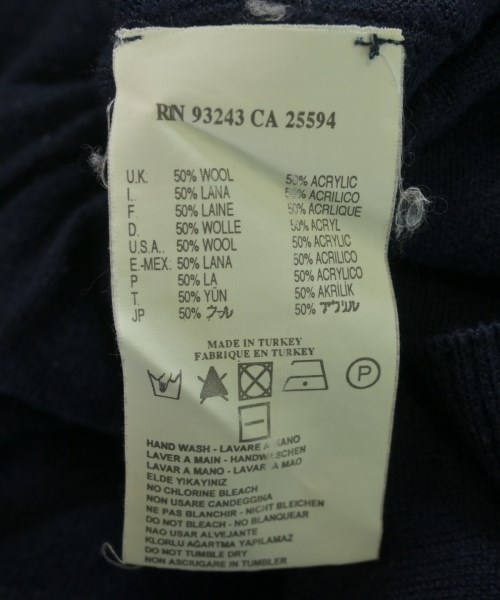 RN 93243 CA 25594
U.K. 50% WOOL 50% ACRYLIC
I. 50% LANA 50% ACRILICO
F. 50% LAINE 50% ACRLIQUE
D. 50% WOLLE 50% ACRYL
U.S.A.. 50% WOOL 50% ACRYLIC
E.-MEX: 50% LANA 50% ACRILICO
P 50% LA 50% ACRYLICO
T. 50% YÜN 50% AKRİLİK
JP 50% ウール 50% アクリル
MADE IN TURKEY
FABRIQUE EN TURKEY
P
HAND WASH - LAVARE A MANO
LAVER A MAIN - HANDWASCHEN
LAVAR A MANO - LAVAR A MAO
ELDE YIKAYINIZ
NO CHLORINE BLEACH
NON USARE CANDEGGINA
NE PAS BLANCHIR - NICHT BLEICHEN
DO NOT BLEACH - NO BLANQUEAR
NAO USAR ALVEJANTE
KLORLU AĞARTMA YAPILAMAZ
DO NOT TUMBLE DRY
NON ASCIUGARE IN TUMBLER